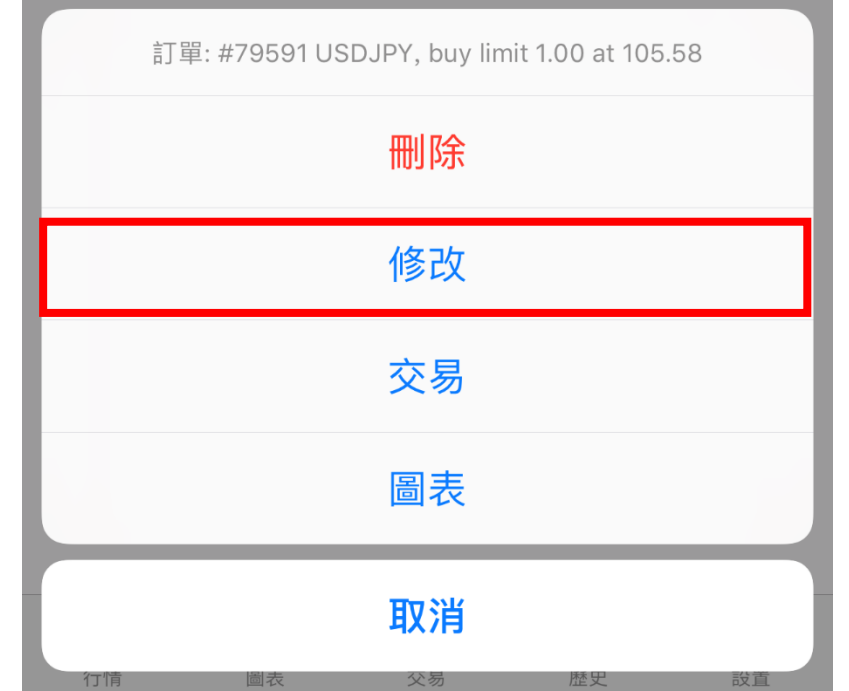 訂單: #79591 USDJPY, buy limit 1.00 at 105.58
刪除
修改
交易
圖表
取消
行情 圖表 交易 歷史 設置